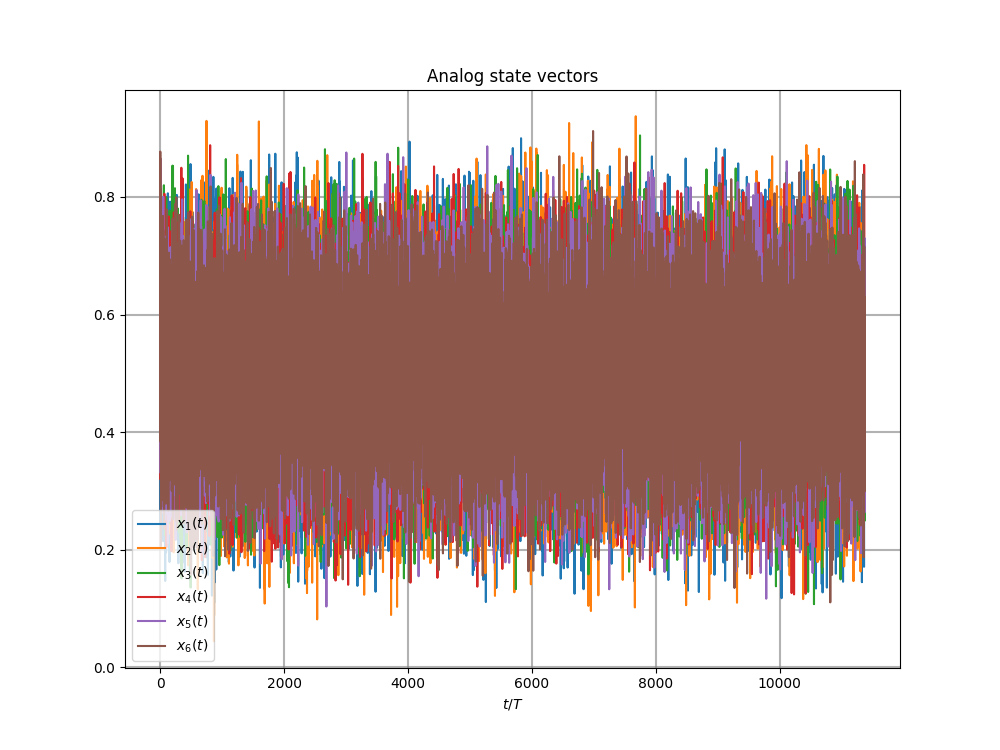 Analog state vectors
0.8
0.6
0.4
0.2
0.0
x₁(t)
x₂(t)
x₃(t)
x₄(t)
x₅(t)
x₆(t)
0 2000 4000 6000 8000 10000
t/T